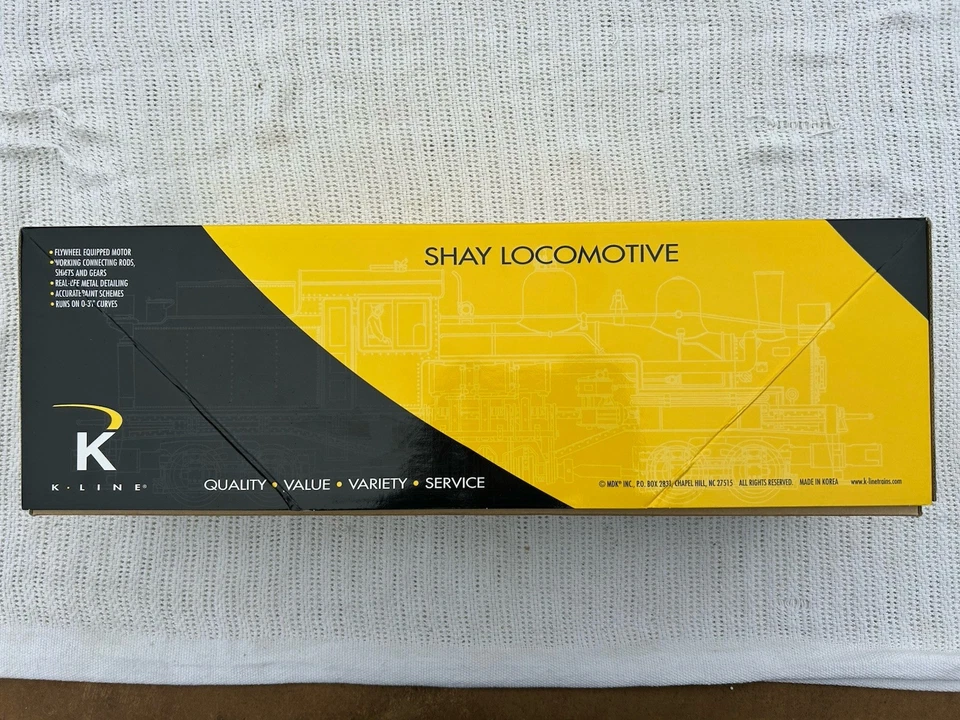 SHAY LOCOMOTIVE
• FLYWHEEL EQUIPPED MOTOR
• WORKING CONNECTING RODS,
SHAFTS AND GEARS
• REAL-LIFE METAL DETAILING
• ACCURATE PAINT SCHEMES
• RUNS ON 0-31 CURVES
K
K · LINE®
QUALITY • VALUE • VARIETY • SERVICE
© MDK® INC., P.O. BOX 2831, CHAPEL HILL, NC 27515 ALL RIGHTS RESERVED. MADE IN KOREA www.k-linetrains.com